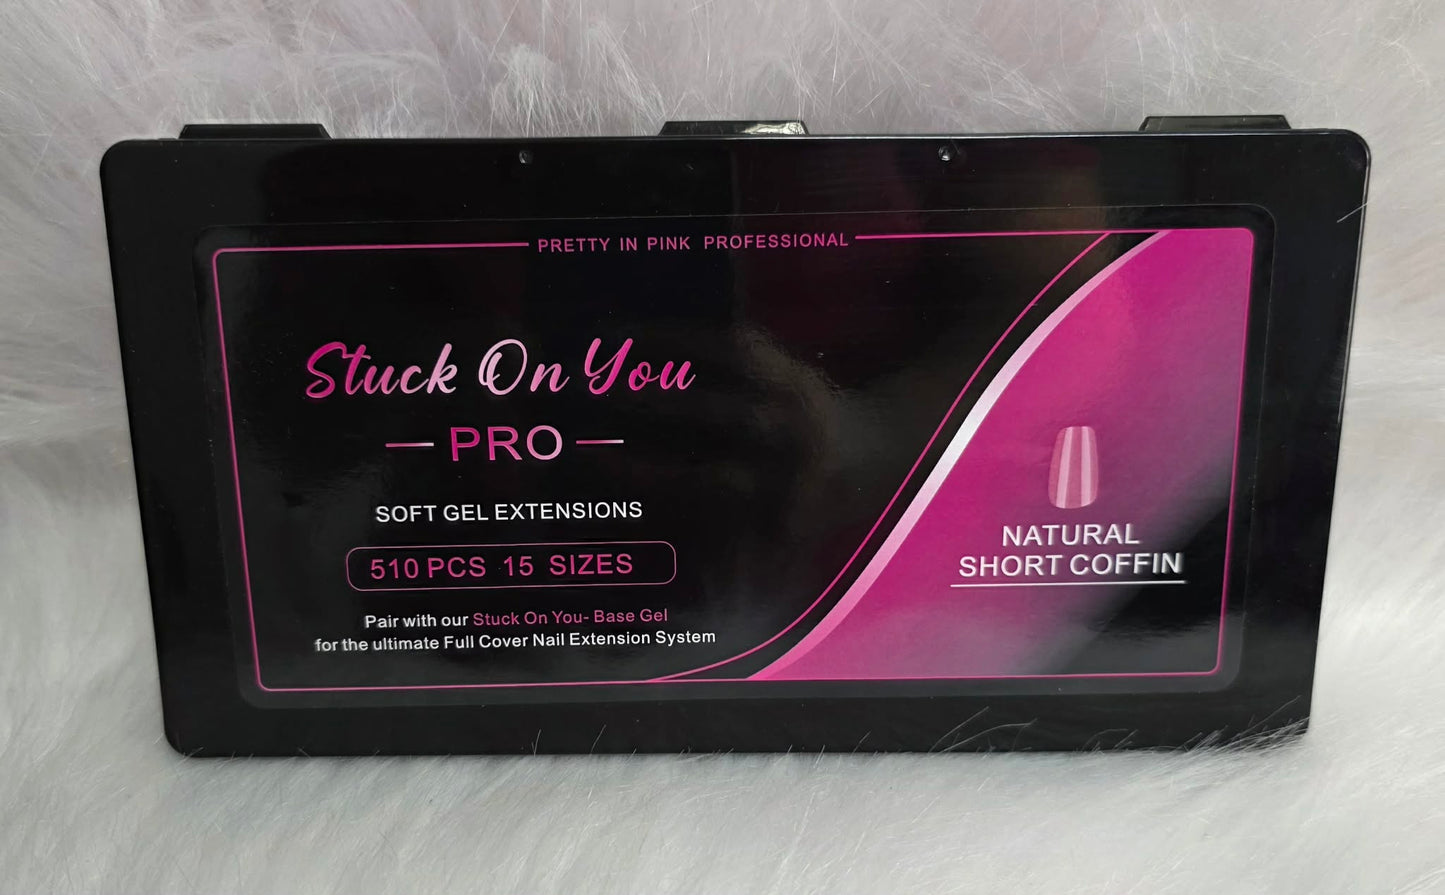 PRETTY IN PINK PROFESSIONAL
Stuck On You
PRO
SOFT GEL EXTENSIONS
510 PCS 15 SIZES
Pair with our Stuck On You- Base Gel
for the ultimate Full Cover Nail Extension System
NATURAL
SHORT COFFIN